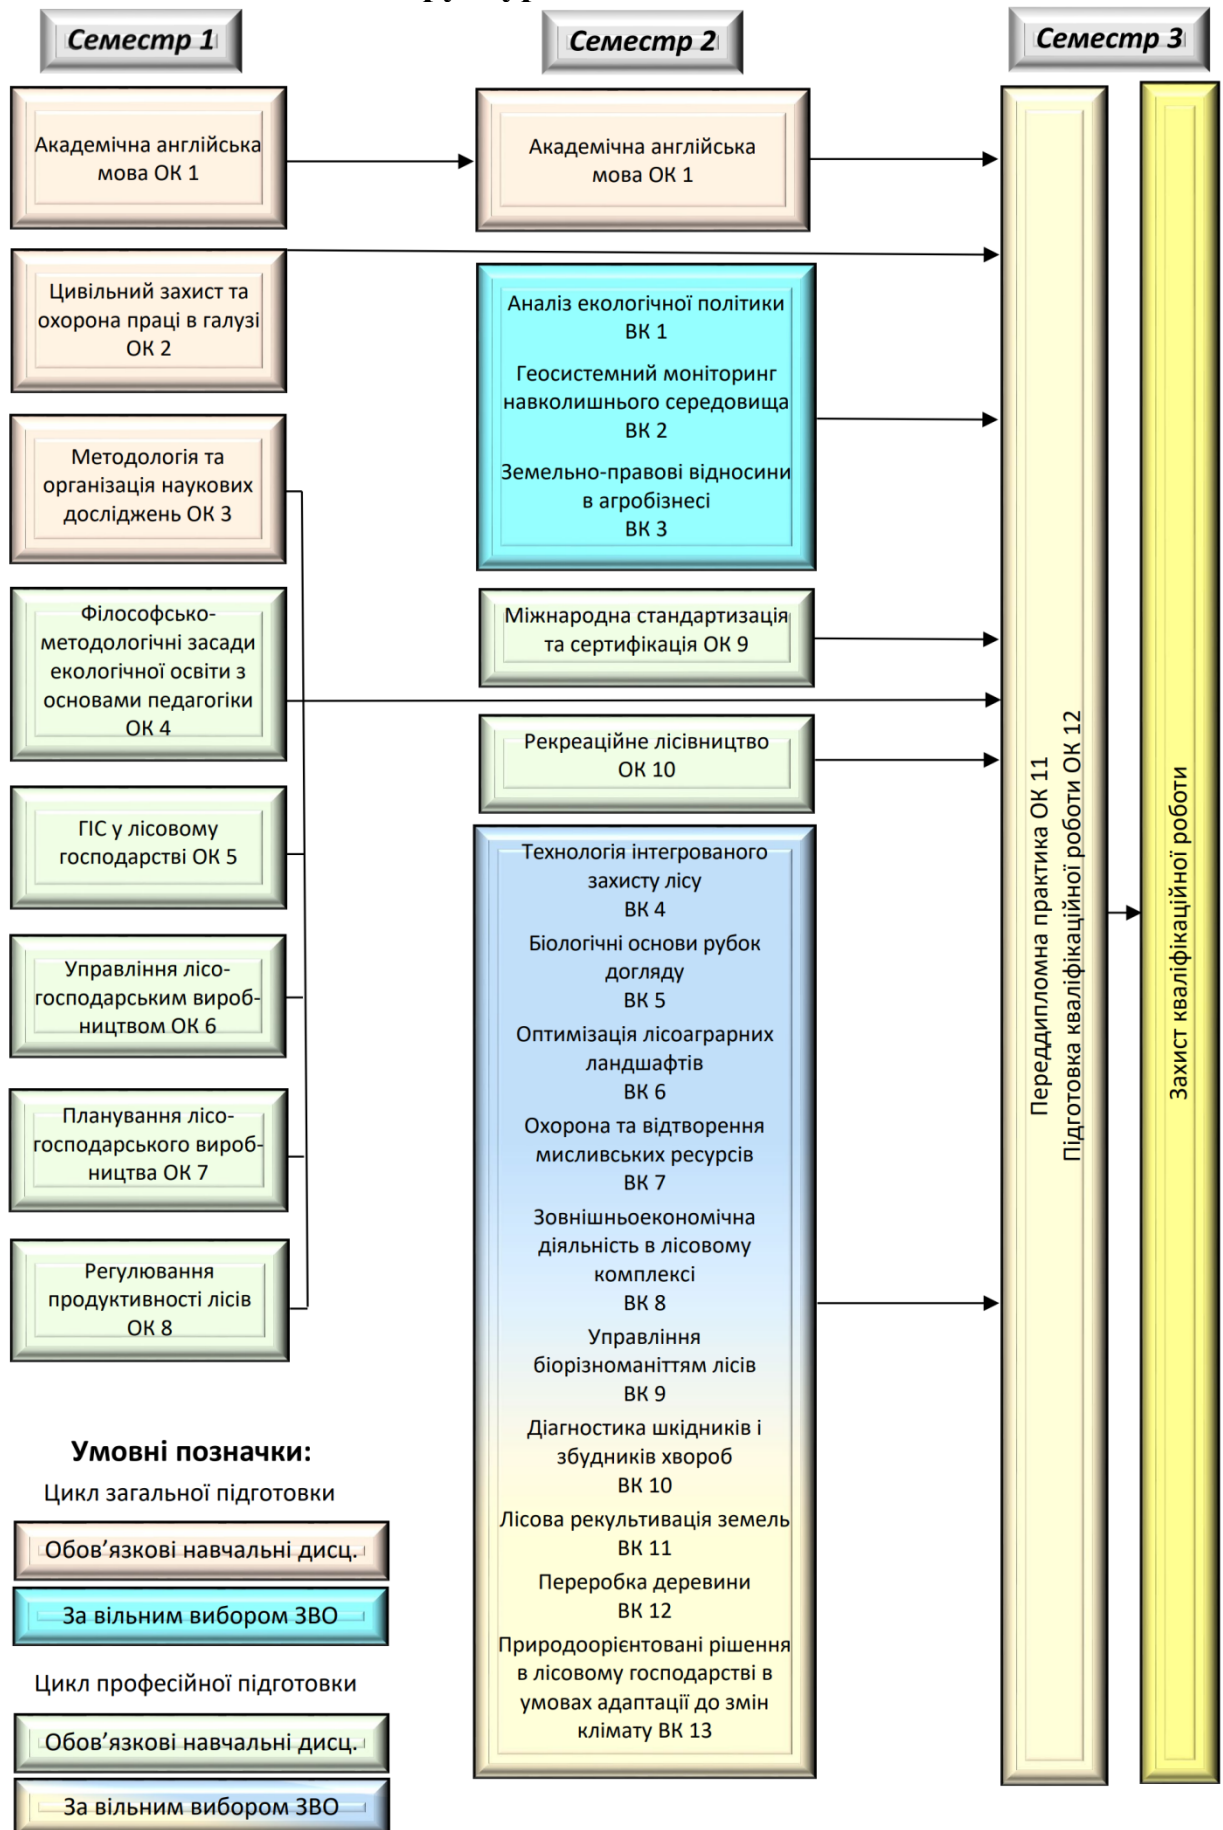 Семестр 1
Семестр 2
Семестр 3
Академічна англійська
мова ОК 1
Цивільний захист та
охорона праці в галузі
ОК 2
Методологія та
організація наукових
досліджень ОК 3
Філософсько-
методологічні засади
екологічної освіти з
основами педагогіки
ОК 4
ГІС у лісовому
господарстві ОК 5
Управління лісо-
господарським вироб-
ництвом ОК 6
Планування лісо-
господарського вироб-
ництва ОК 7
Регулювання
продуктивності лісів
ОК 8
Академічна англійська
мова ОК 1
Аналіз екологічної політики
ВК 1
Геосистемний моніторинг
навколишнього середовища
ВК 2
Земельно-правові відносини
в агробізнесі
ВК 3
Міжнародна стандартизація
та сертифікація ОК 9
Рекреаційне лісівництво
ОК 10
Технологія інтегрованого
захисту лісу
ВК 4
Біологічні основи рубок
догляду
ВК 5
Оптимізація лісоаграрних
ландшафтів
ВК 6
Охорона та відтворення
мисливських ресурсів
ВК 7
Зовнішньоекономічна
діяльність в лісовому
комплексі
ВК 8
Управління
біорізноманіттям лісів
ВК 9
Діагностика шкідників і
збудників хвороб
ВК 10
Лісова рекультивація земель
ВК 11
Переробка деревини
ВК 12
Природоорієнтовані рішення
в лісовому господарстві в
умовах адаптації до змін
клімату ВК 13
Переддипломна практика ОК 11
Підготовка кваліфікаційної роботи ОК 12
Захист кваліфікаційної роботи
Умовні позначки:
Цикл загальної підготовки
Обов’язкові навчальні дисц.
За вільним вибором ЗВО
Цикл професійної підготовки
Обов’язкові навчальні дисц.
За вільним вибором ЗВО